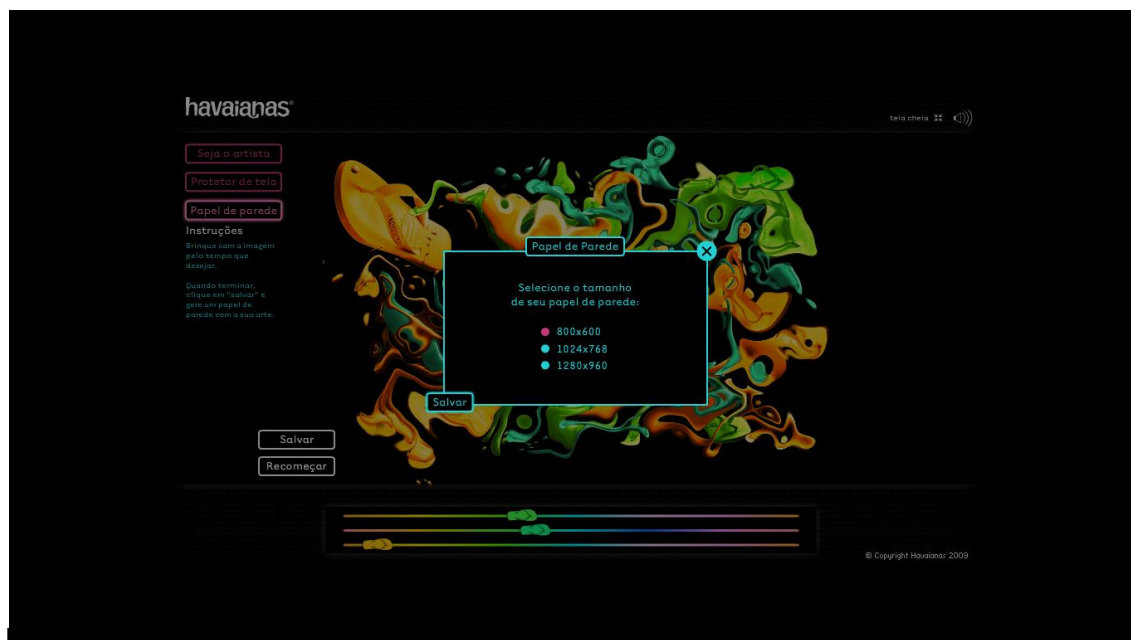 havaianas®
tela cheia
Seja o artista
Protetor de tela
Papel de parede
Instruções
Brinque com a imagem
pelo tempo que
desejar.
Quando terminar,
clique em "salvar" e
gere um papel de
parede com a sua arte.
Papel de Parede
Selecione o tamanho
de seu papel de parede:
800x600
1024x768
1280x960
Salvar
Salvar
Recomeçar
© Copyright Havaianas 2009